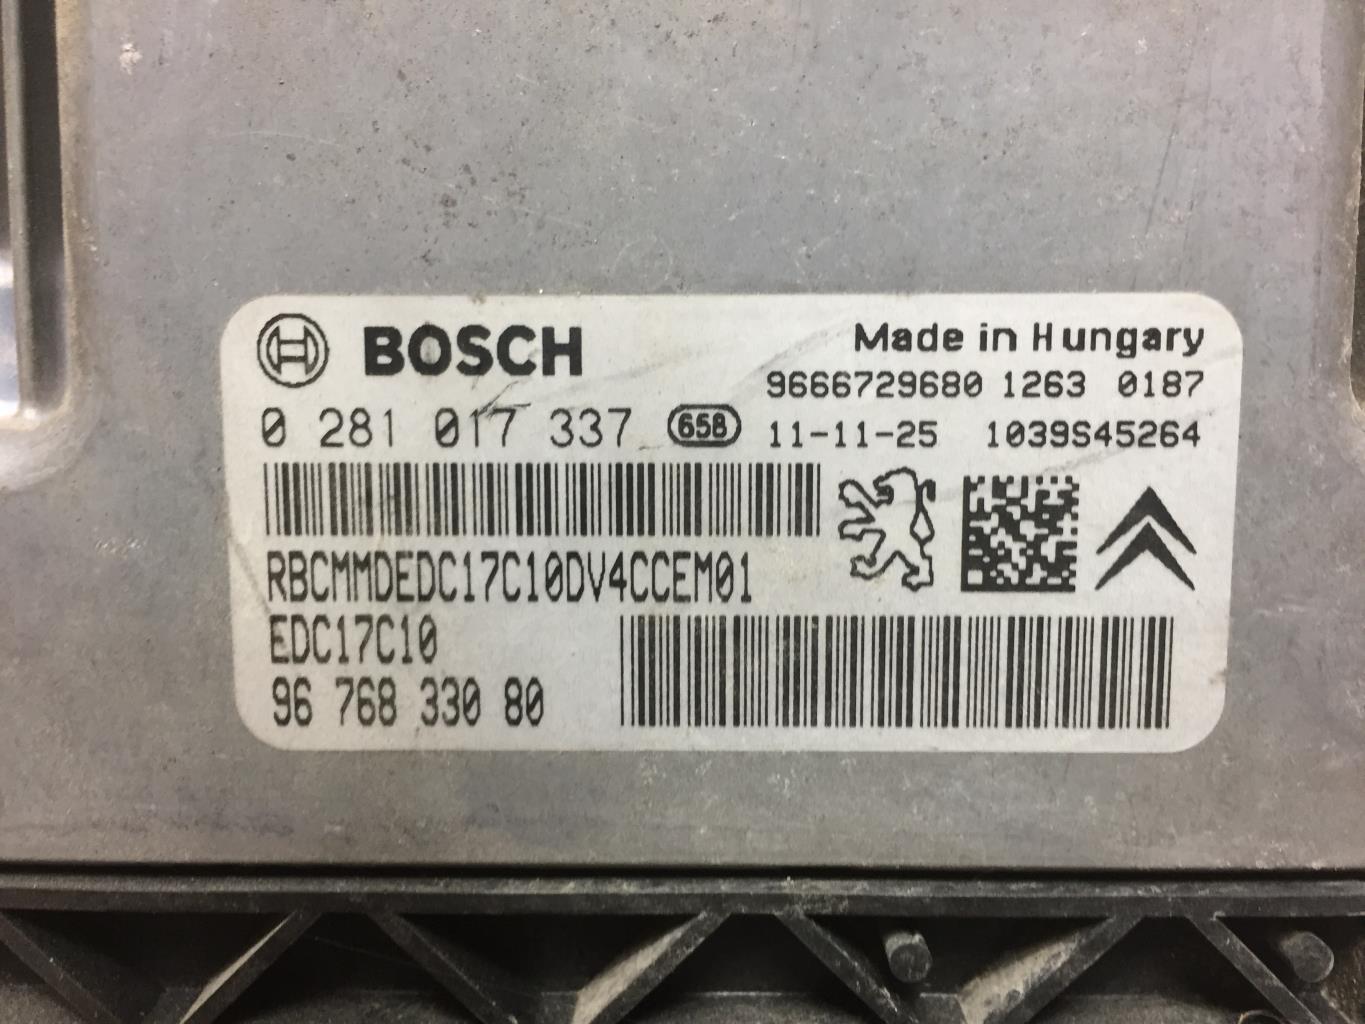 BOSCH
Made in Hungary
9666729680 1263 0187
0 281 017 337 658 11-11-25 1039S45264
RBCMMDEDC17C10DV4CCEM01
EDC17C10
96 768 330 80